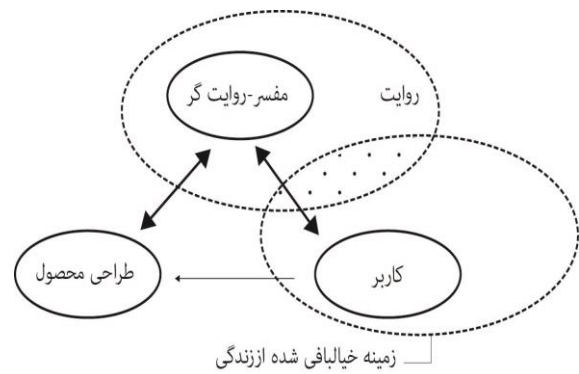 مفسر-روایت گر
روایت
طراحی محصول
کاربر
زمینه خیالبافی شده اززندگی